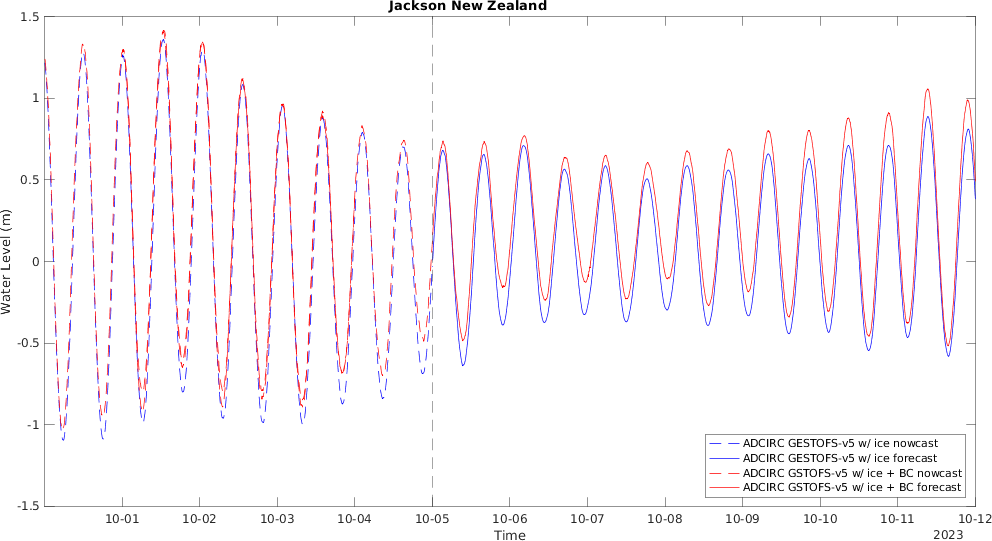 Jackson New Zealand
1.5
1
0.5
0
-0.5
-1
-1.5
Water Level (m)
ADCIRC GESTOFS-v5 w/ ice nowcast
ADCIRC GESTOFS-v5 w/ ice forecast
ADCIRC GSTOFS-v5 w/ ice + BC nowcast
ADCIRC GSTOFS-v5 w/ ice + BC forecast
10-01 10-02 10-03 10-04 10-05 10-06 10-07 10-08 10-09 10-10 10-11 10-12
Time
2023